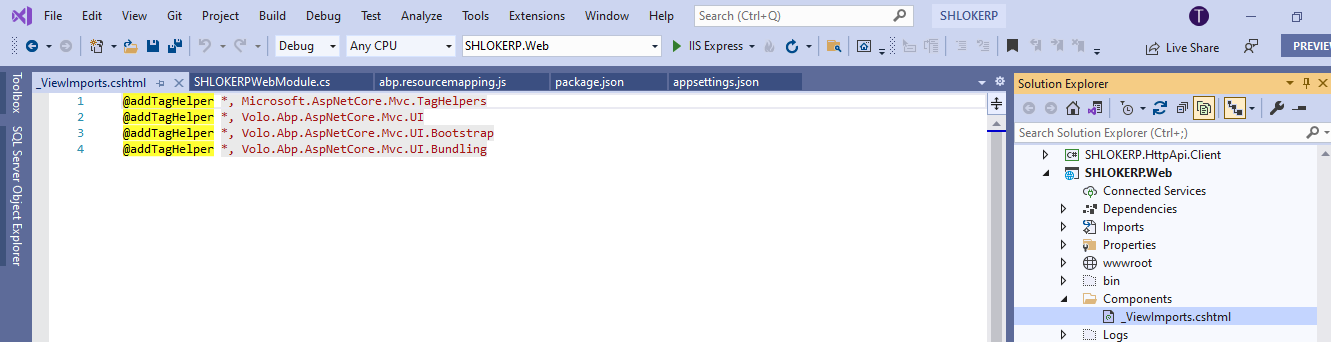 File Edit View Git Project Build Debug Test Analyze Tools Extensions Window Help Search (Ctrl+Q) SHLOKERP T
Debug Any CPU SHLOKERP.Web IIS Express Live Share PREVIEW
Toolbox
SQL Server Object Explorer
_ViewImports.cshtml SHLOKERPWebModule.cs abp.resourcemapping.js package.json appsettings.json
1 @addTagHelper *, Microsoft.AspNetCore.Mvc.TagHelpers
2 @addTagHelper *, Volo.Abp.AspNetCore.Mvc.UI
3 @addTagHelper *, Volo.Abp.AspNetCore.Mvc.UI.Bootstrap
4 @addTagHelper *, Volo.Abp.AspNetCore.Mvc.UI.Bundling
Solution Explorer
Search Solution Explorer (Ctrl+;)
C# SHLOKERP.HttpApi.Client
SHLOKERP.Web
Connected Services
Dependencies
Imports
Properties
wwwroot
bin
Components
_ViewImports.cshtml
Logs